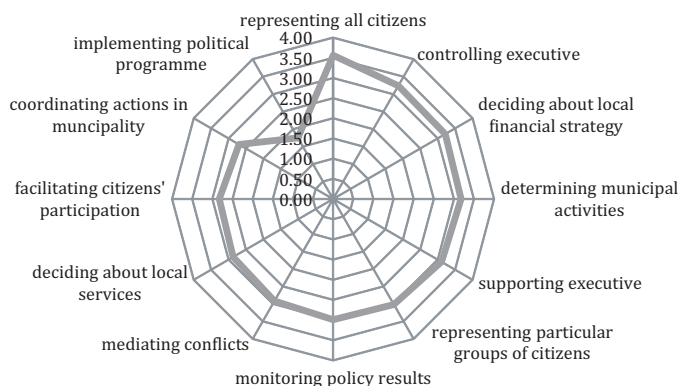 representing all citizens
controlling executive
deciding about local
financial strategy
determining municipal
activities
supporting executive
representing particular
groups of citizens
monitoring policy results
mediating conflicts
deciding about local
services
facilitating citizens'
participation
coordinating actions in
muncipality
implementing political
programme
4.00
3.50
3.00
2.50
2.00
1.50
1.00
0.50
0.00